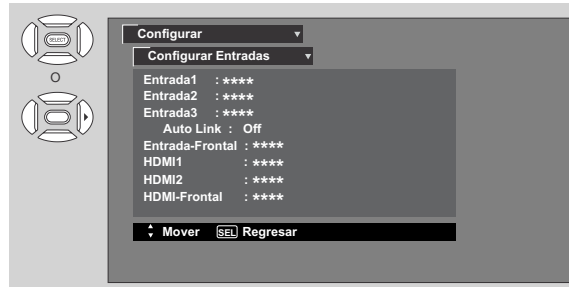 SELECT
O
Configurar
Configurar Entradas
Entrada1 : ****
Entrada2 : ****
Entrada3 : ****
Auto Link : Off
Entrada-Frontal : ****
HDMI1 : ****
HDMI2 : ****
HDMI-Frontal : ****
Mover SEL Regresar